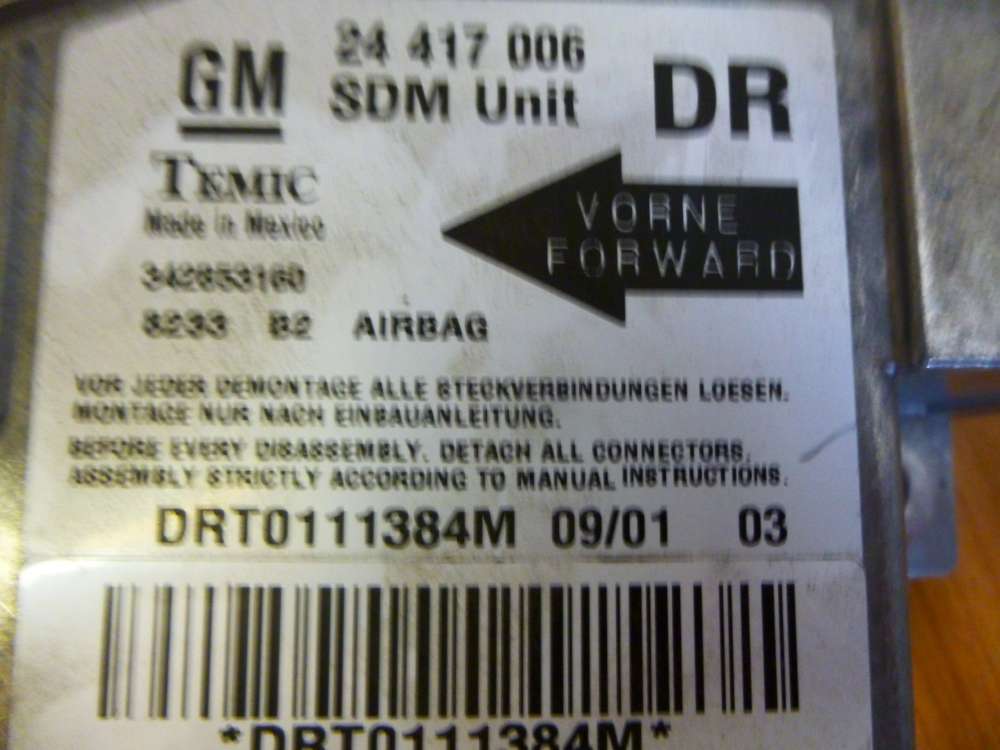 24 417 006
GM SDM Unit DR
TEMIC
Made in Mexico
VORNE
FORWARD
342853160
8233 B2 AIRBAG
VOR JEDER DEMONTAGE ALLE STECKVERBINDUNGEN LOESEN.
MONTAGE NUR NACH EINBAUANLEITUNG.
BEFORE EVERY DISASSEMBLY. DETACH ALL CONNECTORS.
ASSEMBLY STRICTLY ACCORDING TO MANUAL INSTRUCTIONS.
DRT0111384M 09/01 03
*DRT0111384M*